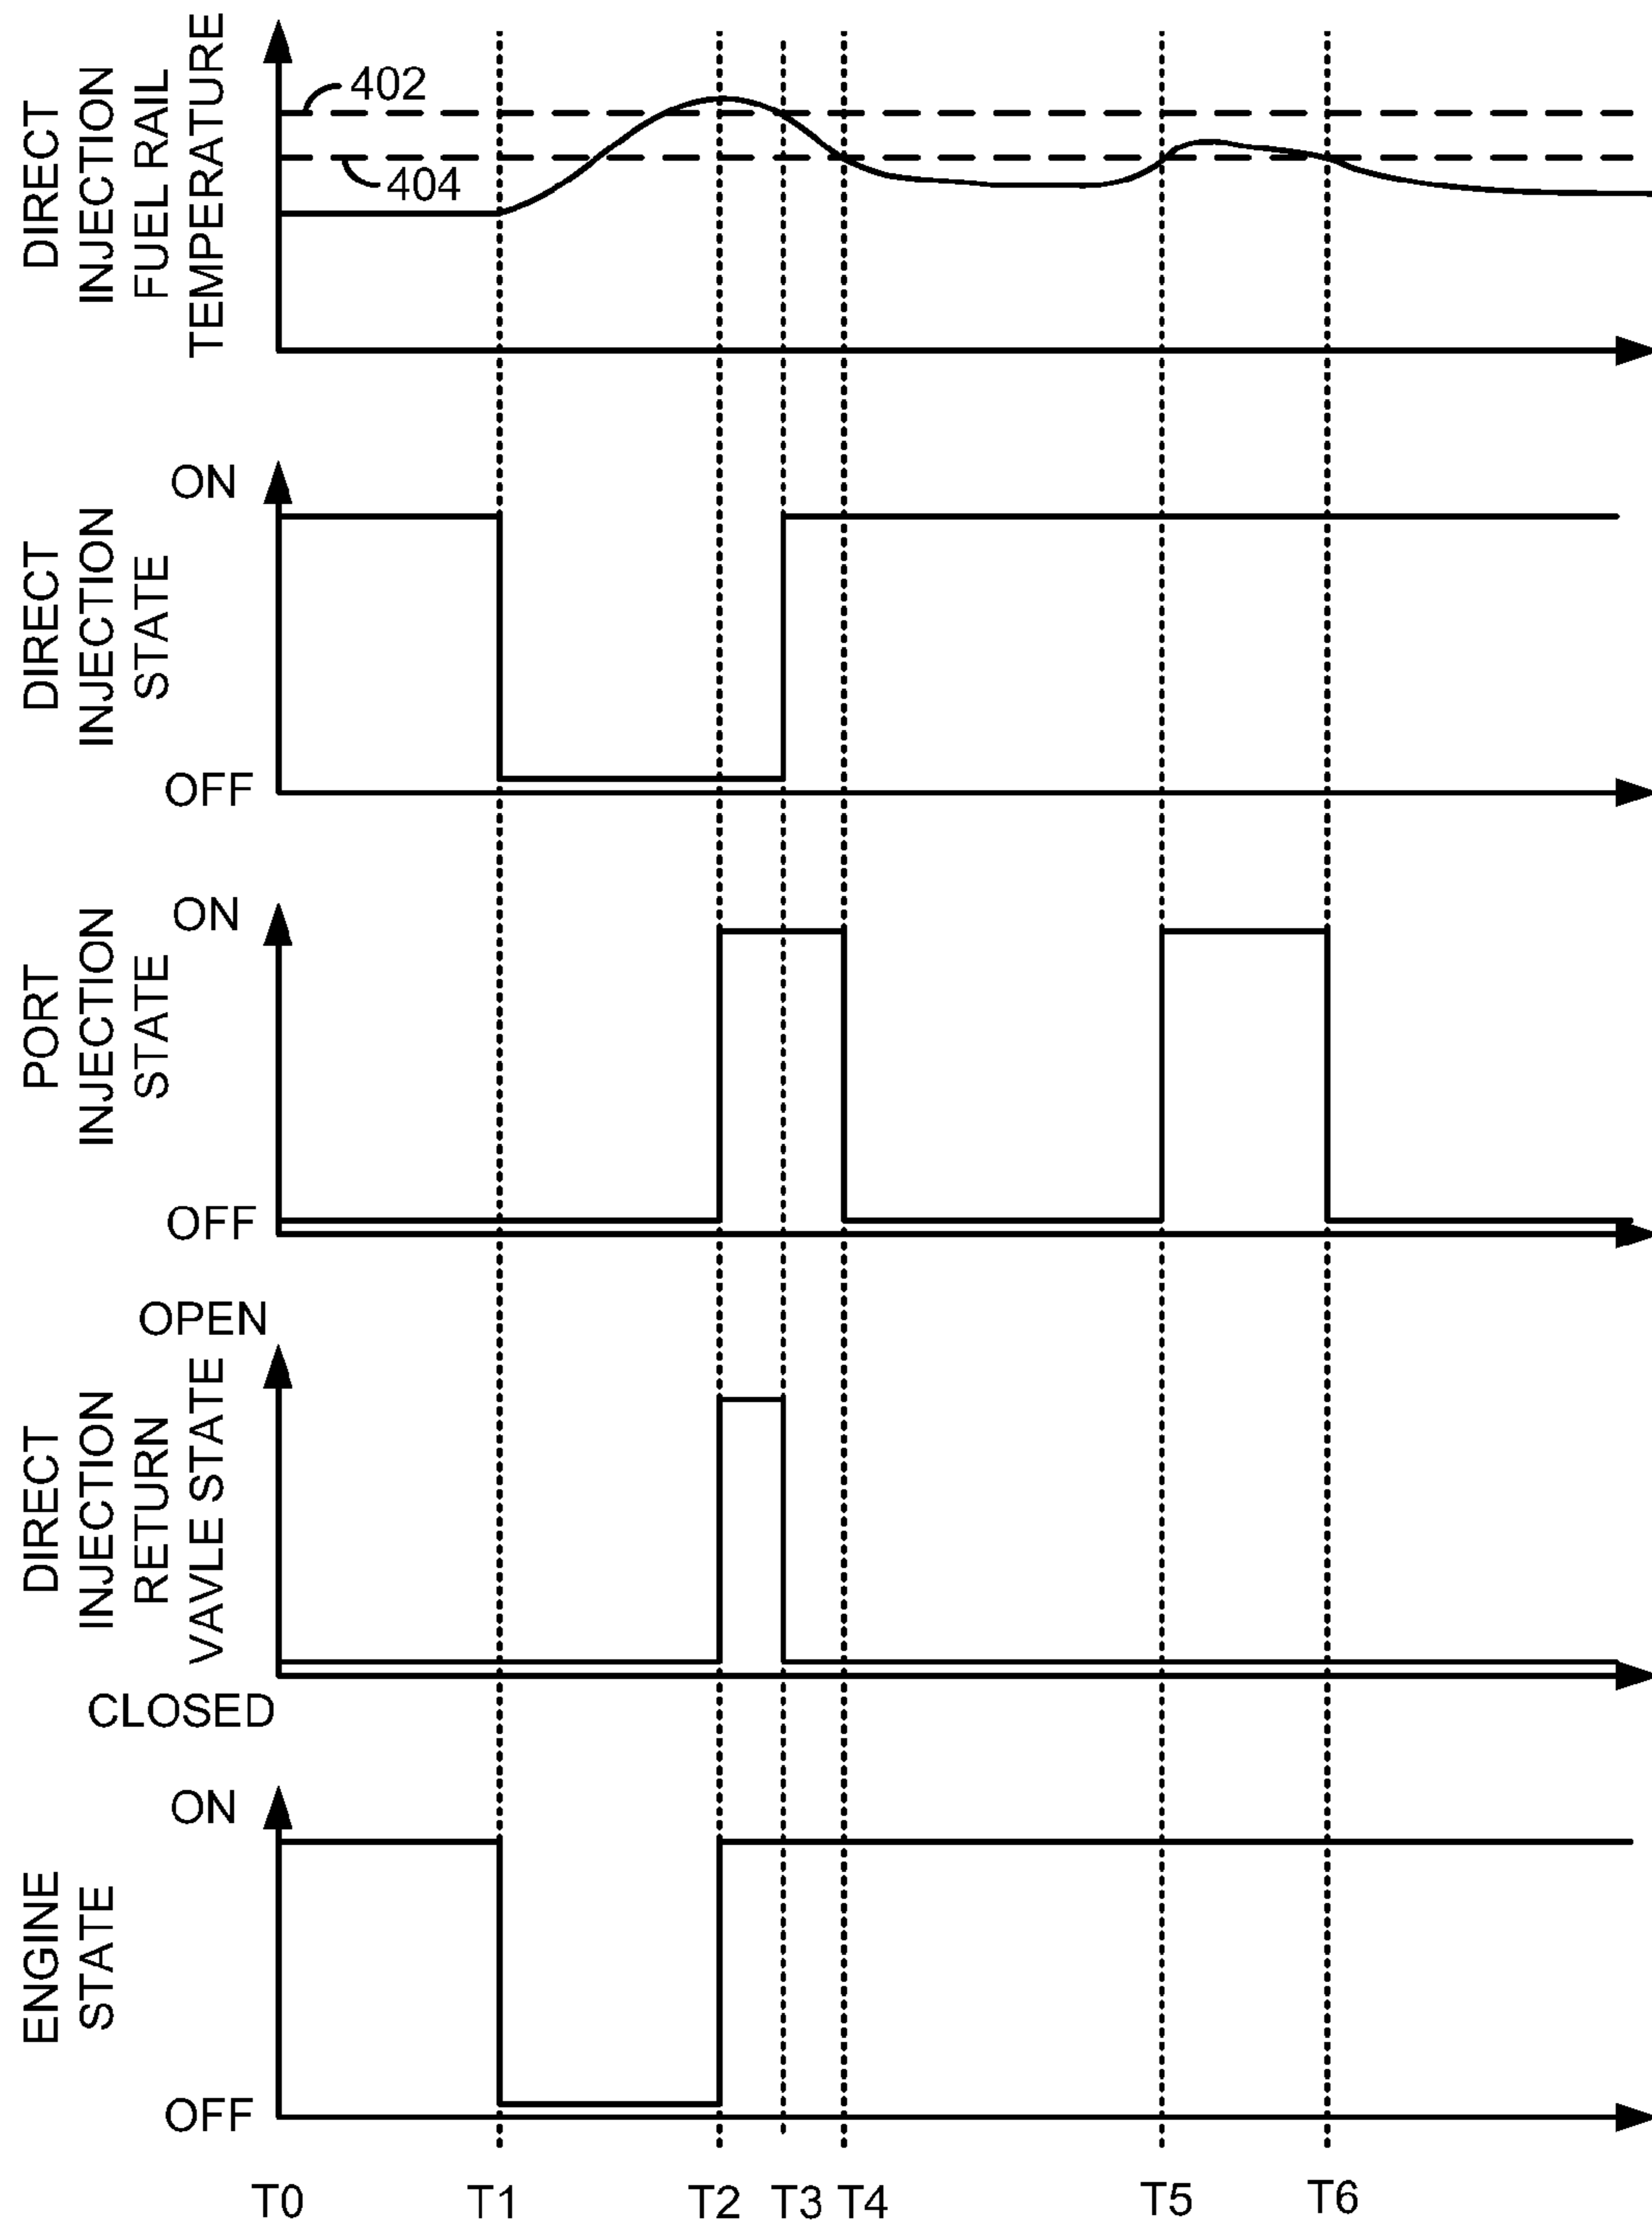 DIRECT
INJECTION
FUEL RAIL
TEMPERATURE
402
404
DIRECT
INJECTION
STATE
ON
OFF
PORT
INJECTION
STATE
ON
OFF
DIRECT
INJECTION
RETURN
VAVLE STATE
OPEN
CLOSED
ENGINE
STATE
ON
OFF
T0 T1 T2 T3 T4 T5 T6